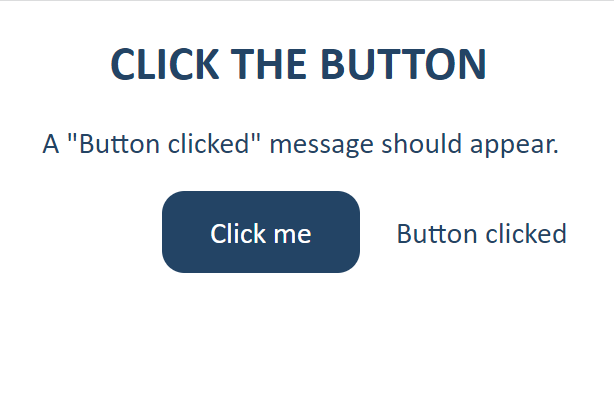 CLICK THE BUTTON
A "Button clicked" message should appear.
Click me Button clicked